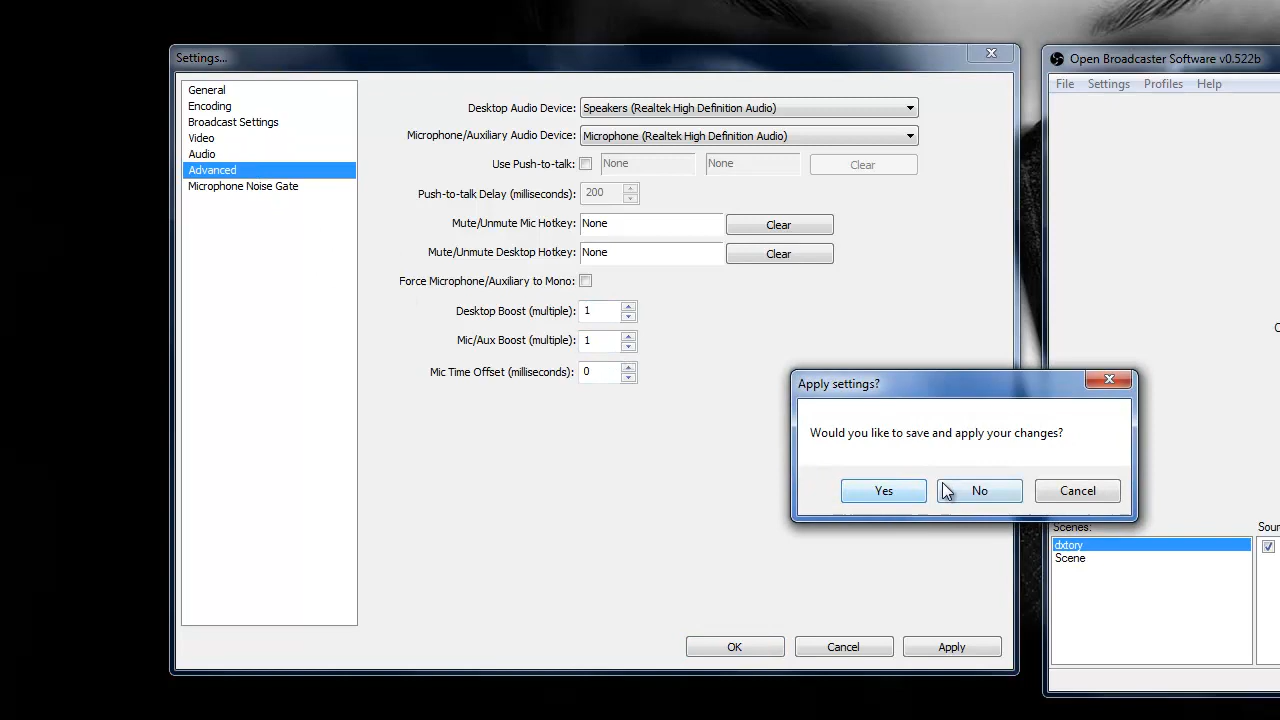 Settings...
General
Encoding
Broadcast Settings
Video
Audio
Advanced
Microphone Noise Gate
Desktop Audio Device: Speakers (Realtek High Definition Audio)
Microphone/Auxiliary Audio Device: Microphone (Realtek High Definition Audio)
Use Push-to-talk: None None Clear
Push-to-talk Delay (milliseconds): 200
Mute/Unmute Mic Hotkey: None Clear
Mute/Unmute Desktop Hotkey: None Clear
Force Microphone/Auxiliary to Mono:
Desktop Boost (multiple): 1
Mic/Aux Boost (multiple): 1
Mic Time Offset (milliseconds): 0
OK Cancel Apply
Apply settings?
Would you like to save and apply your changes?
Yes No Cancel
Open Broadcaster Software v0.522b
File Settings Profiles Help
Scenes:
dxtory
Scene